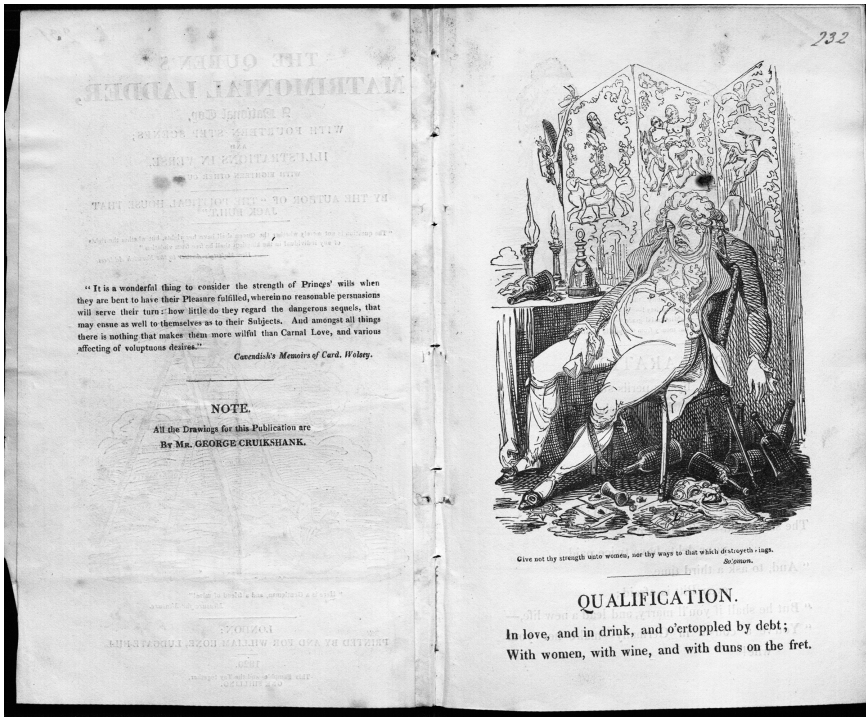 “ It is a wonderful thing to consider the strength of Princes' wills when
they are bent to have their Pleasure fulfilled, wherein no reasonable persuasions
will serve their turn: how little do they regard the dangerous sequels, that
may ensue as well to themselves as to their Subjects. And amongst all things
there is nothing that makes them more wilful than Carnal Love, and various
affecting of voluptuous desires.”
Cavendish's Memoirs of Card. Wolsey.
NOTE.
All the Drawings for this Publication are
BY MR. GEORGE CRUIKSHANK.
232
Give not thy strength unto women, nor thy ways to that which destroyeth ings.
Solomon.
QUALIFICATION.
In love, and in drink, and o'ertoppled by debt;
With women, with wine, and with duns on the fret.